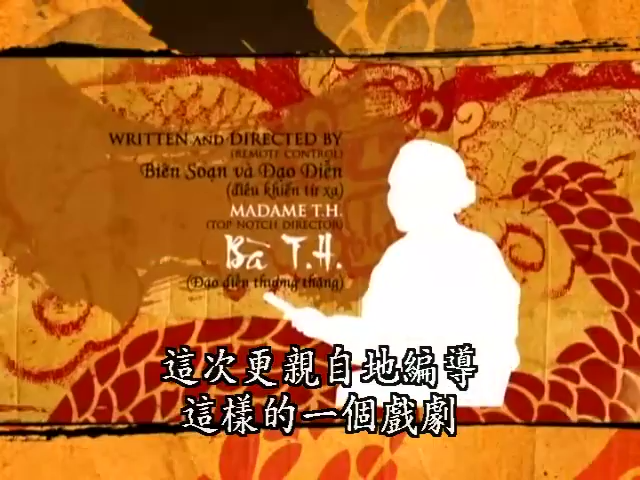 WRITTEN AND DIRECTED BY
(REMOTE CONTROL)
Biên Soạn và Đạo Diễn
(điều khiển từ xa)
MADAME T.H.
(TOP NOTCH DIRECTOR)
Bà T.H.
(Đạo diễn thượng thặng)
這次更親自地編導
這樣的一個戲劇